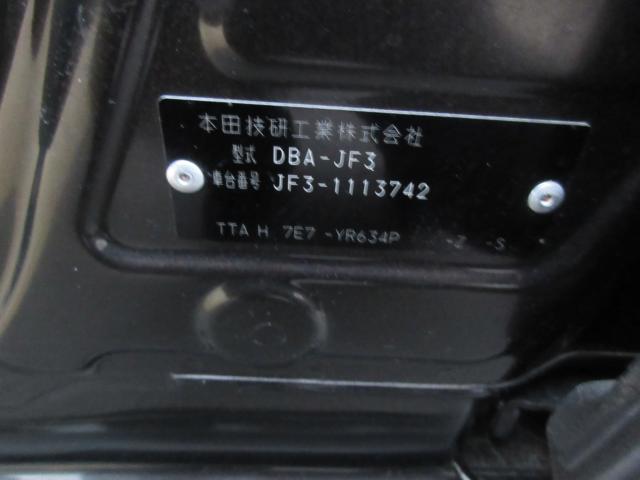 本田技研工業株式会社
型式 DBA-JF3
車台番号 JF3-1113742
TTA H 7E7 -YR634P -Z -S